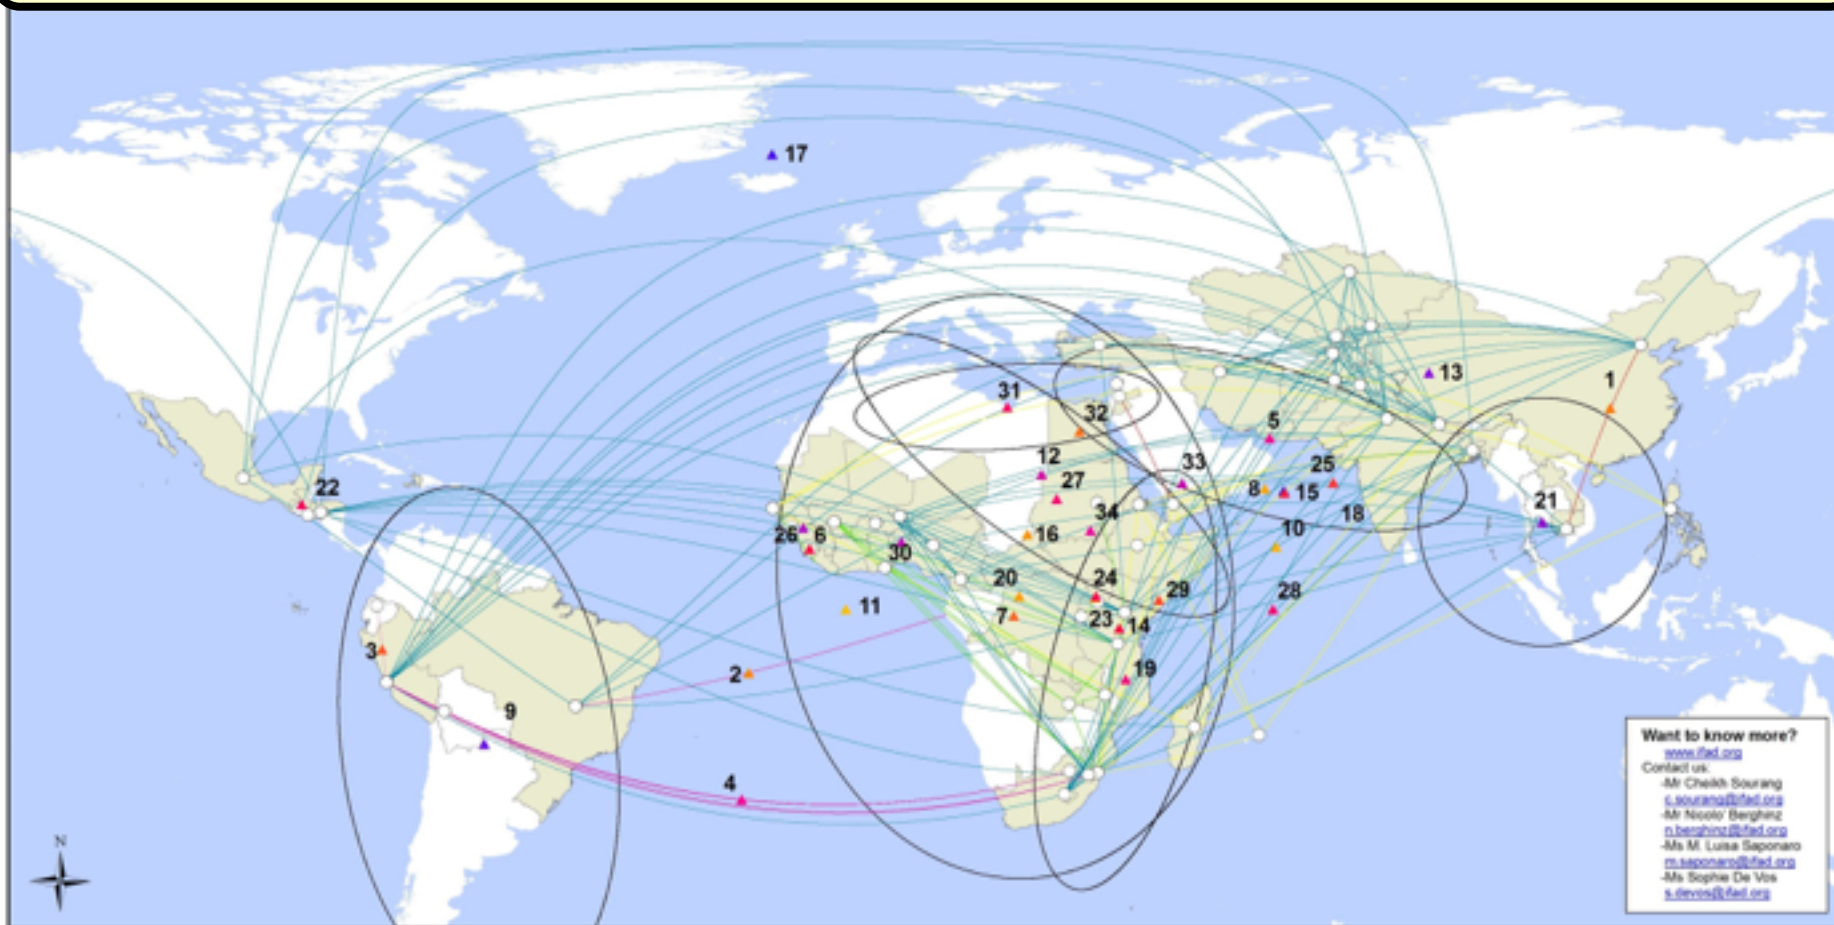 17
13
1
31
32
5
12
33
25
27
8
15
22
34
18
21
26
6
16
10
30
20
24
29
11
28
7
23
14
3
2
19
9
4
N
Want to know more?
www.ifad.org
Contact us:
-Mr Cheikh Sourang
c.sourang@ifad.org
-Mr Nicolo' Berghinz
n.berghinz@ifad.org
-Ms M. Luisa Saponaro
m.saponaro@ifad.org
-Ms Sophie De Vos
s.devos@ifad.org